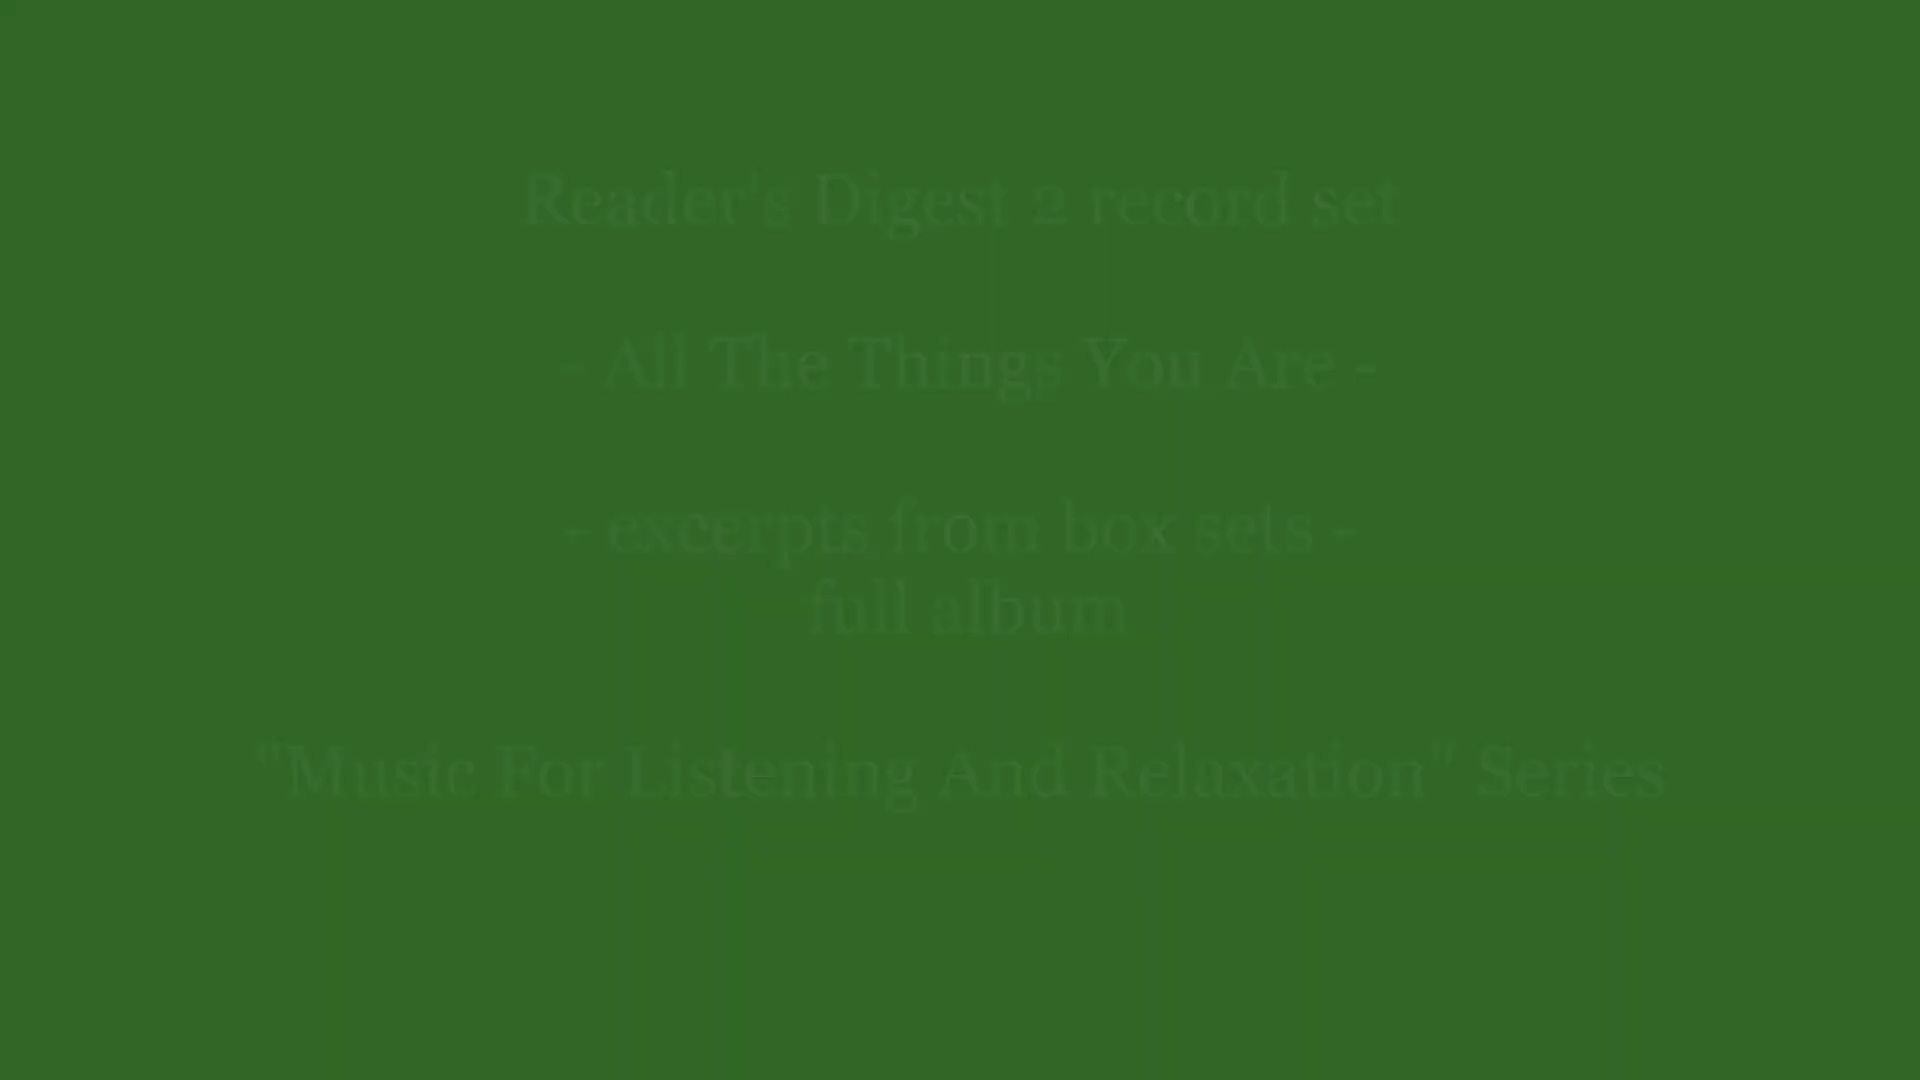 Reader's Digest 2 record set
- All The Things You Are -
- excerpts from box sets -
full album
"Music For Listening And Relaxation" Series